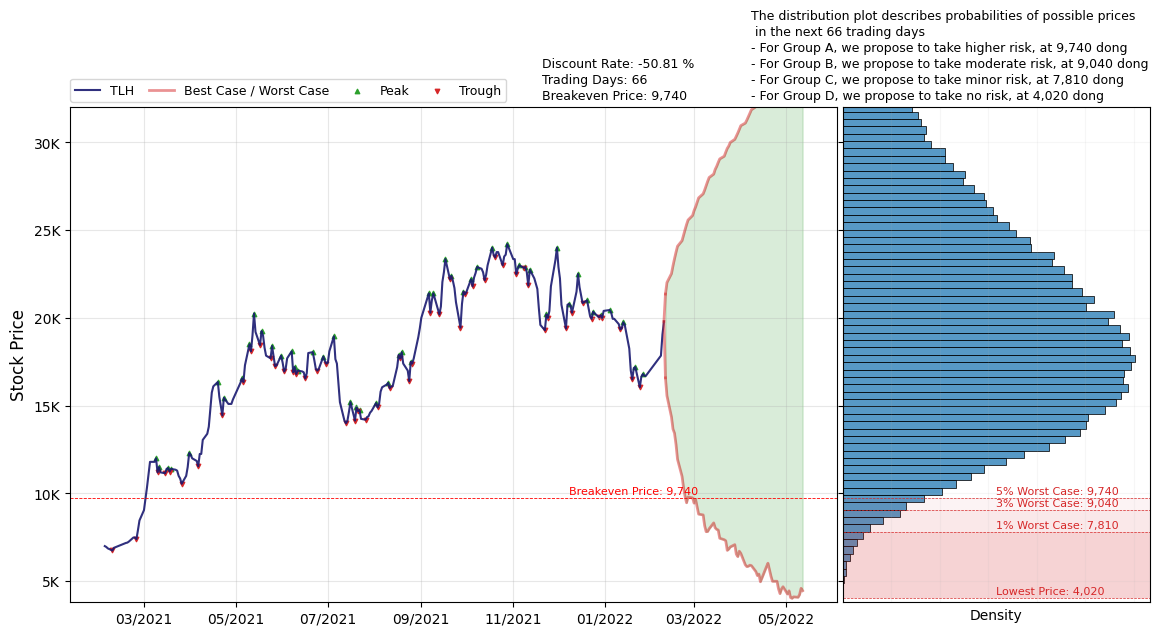 The distribution plot describes probabilities of possible prices
in the next 66 trading days
- For Group A, we propose to take higher risk, at 9,740 dong
- For Group B, we propose to take moderate risk, at 9,040 dong
- For Group C, we propose to take minor risk, at 7,810 dong
- For Group D, we propose to take no risk, at 4,020 dong
Discount Rate: -50.81 %
Trading Days: 66
Breakeven Price: 9,740
TLH
Best Case / Worst Case
Peak
Trough
Stock Price
30K
25K
20K
15K
10K
5K
Breakeven Price: 9,740
5% Worst Case: 9,740
3% Worst Case: 9,040
1% Worst Case: 7,810
Lowest Price: 4,020
03/2021
05/2021
07/2021
09/2021
11/2021
01/2022
03/2022
05/2022
Density